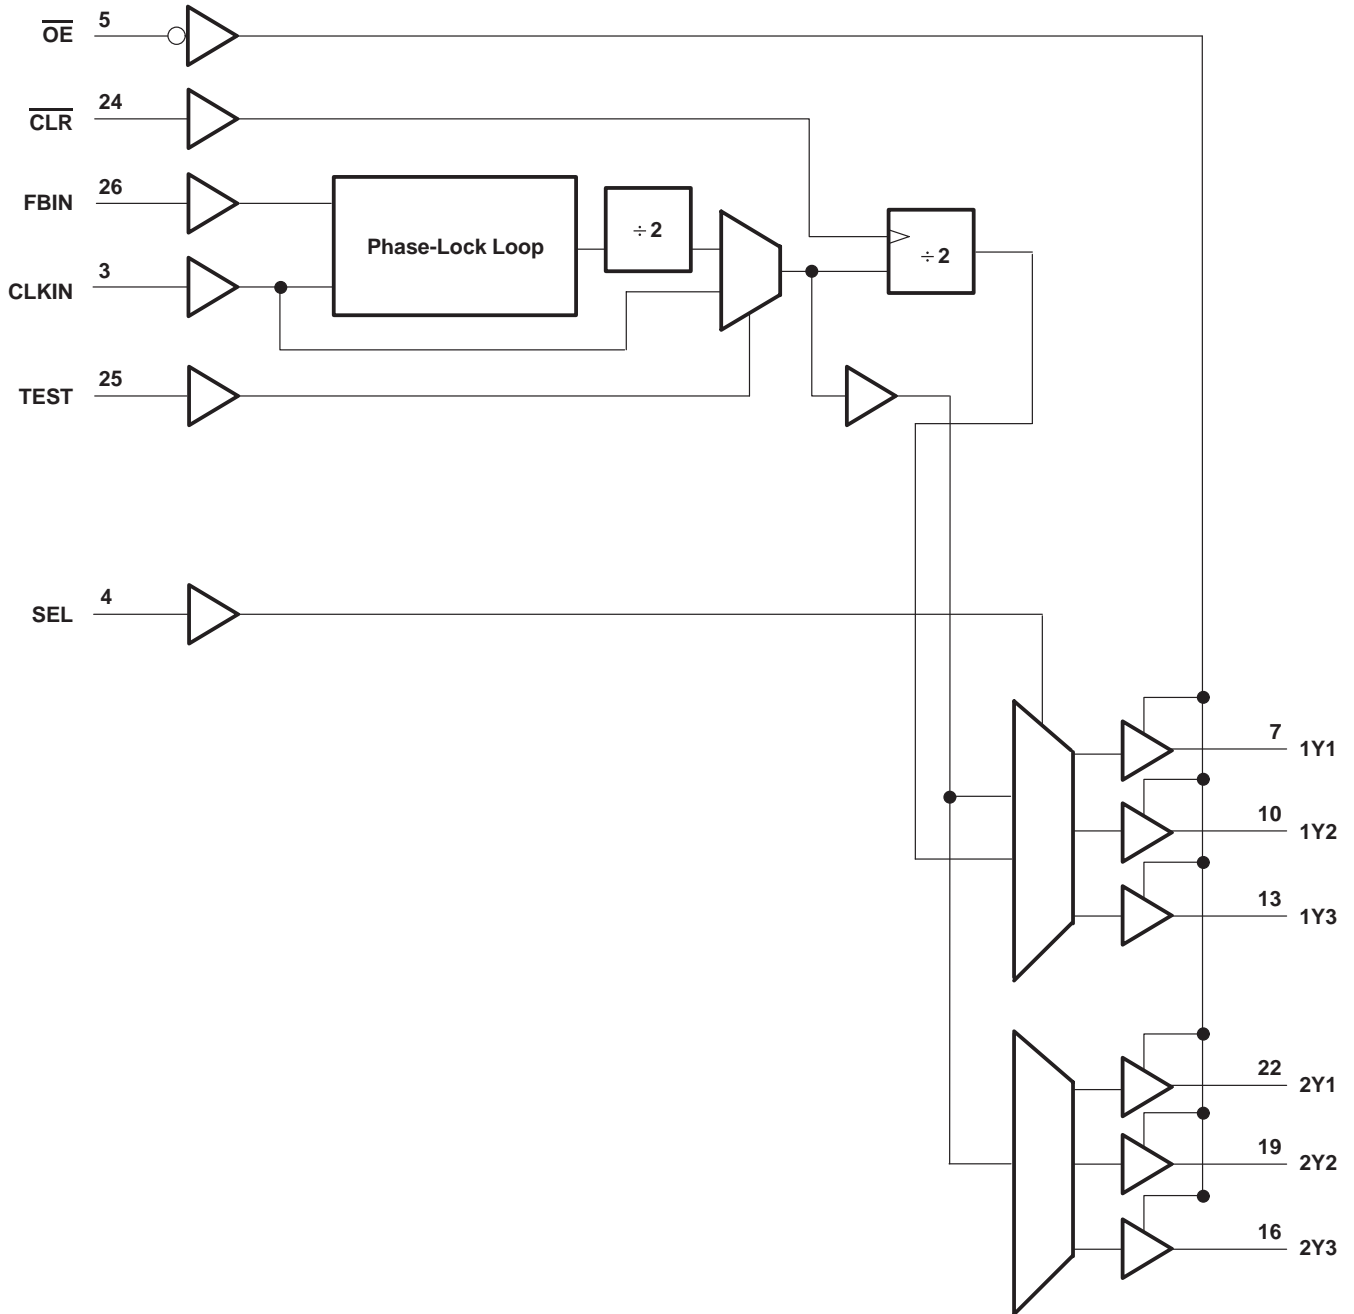 OE 5
CLR 24
FBIN 26
Phase-Lock Loop
÷ 2
÷ 2
CLKIN 3
TEST 25
SEL 4
7 1Y1
10 1Y2
13 1Y3
22 2Y1
19 2Y2
16 2Y3